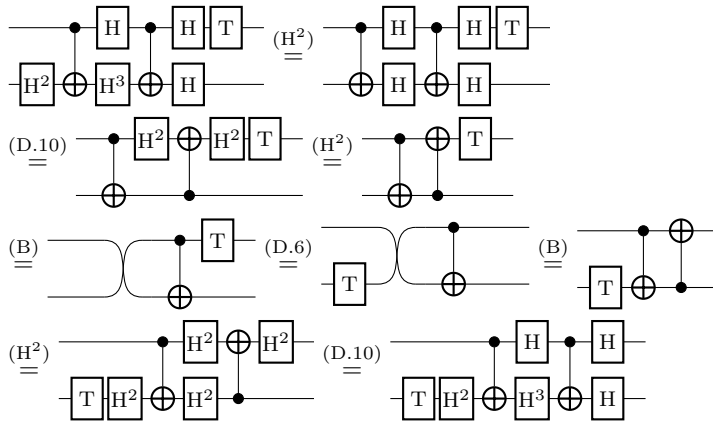 H H T (H²) = H H T
H² H³ H H H
(D.10) = H² H² T (H²) = T
(B) = T (D.6) = T (B) = T
(H²) = H² H² (D.10) = H H
T H² H² T H² H³ H